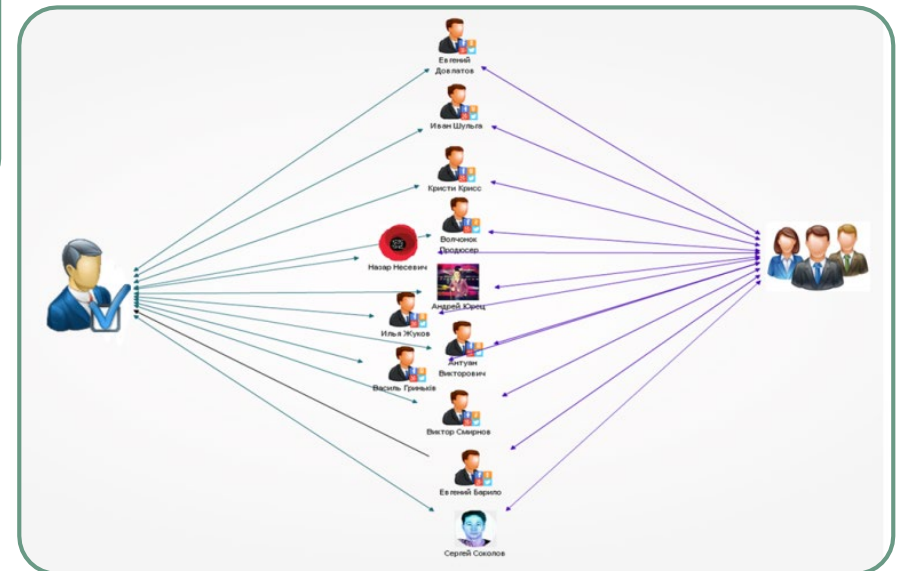 Евгений
Довлатов
Иван Шульга
Кристи Крисс
Волчонок
Продюсер
Назар Несевич
Андрей Юрец
Илья Жуков
Антуан
Викторович
Василь Гриньків
Виктор Смирнов
Евгений Барило
Сергей Соколов